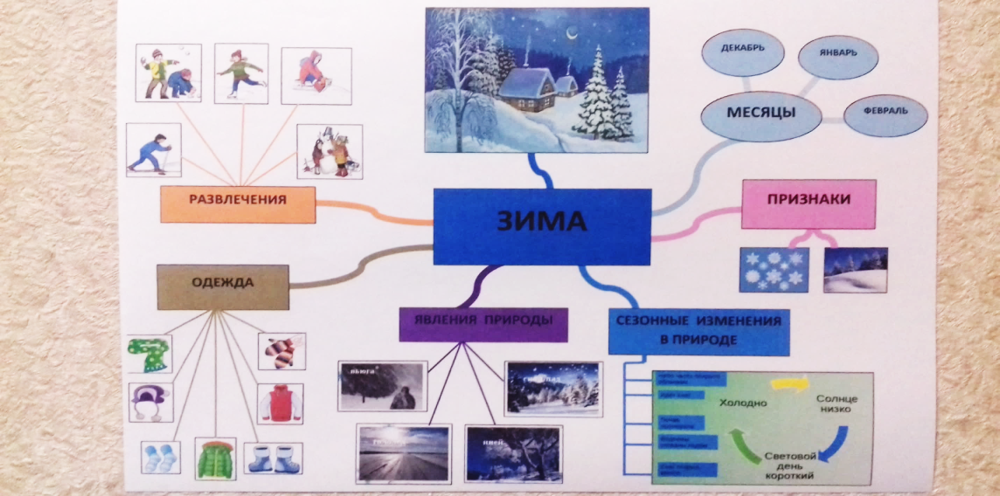 ДЕКАБРЬ
ЯНВАРЬ
МЕСЯЦЫ
ФЕВРАЛЬ
РАЗВЛЕЧЕНИЯ
ЗИМА
ПРИЗНАКИ
ОДЕЖДА
ЯВЛЕНИЯ ПРИРОДЫ
СЕЗОННЫЕ ИЗМЕНЕНИЯ
В ПРИРОДЕ
вьюга
иней
Холодно
Солнце
низко
Световой
день
короткий